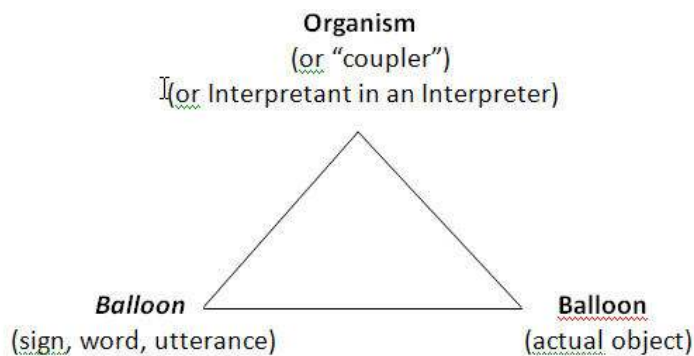 Organism
(or “coupler”)
(or Interpretant in an Interpreter)
Balloon
(sign, word, utterance)
Balloon
(actual object)